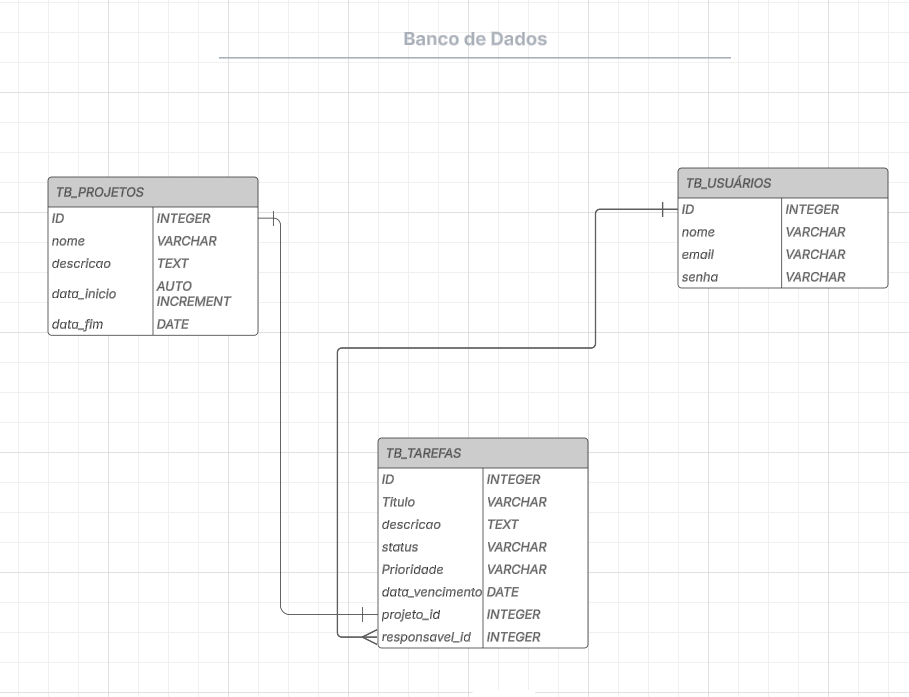 Banco de Dados
TB_PROJETOS
ID INTEGER
nome VARCHAR
descricao TEXT
data_inicio AUTO INCREMENT
data_fim DATE
TB_USUÁRIOS
ID INTEGER
nome VARCHAR
email VARCHAR
senha VARCHAR
TB_TAREFAS
ID INTEGER
Titulo VARCHAR
descricao TEXT
status VARCHAR
Prioridade VARCHAR
data_vencimento DATE
projeto_id INTEGER
responsavel_id INTEGER